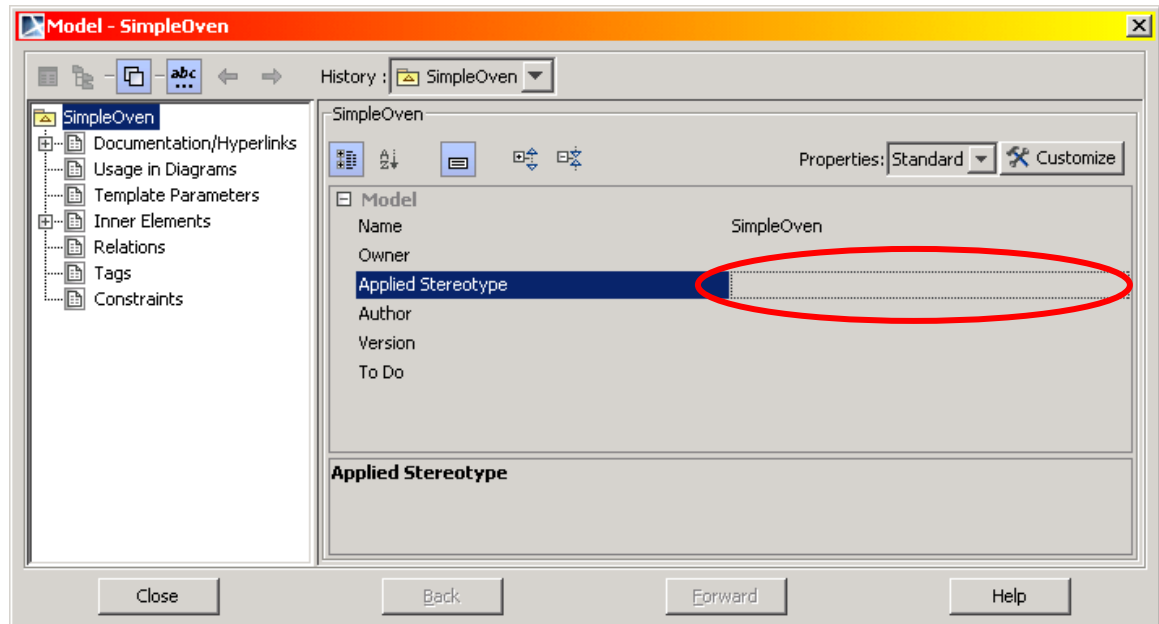 Model - SimpleOven
abc
History : SimpleOven
SimpleOven
Documentation/Hyperlinks
Usage in Diagrams
Template Parameters
Inner Elements
Relations
Tags
Constraints
SimpleOven
A Z
Properties: Standard Customize
Model
Name SimpleOven
Owner
Applied Stereotype
Author
Version
To Do
Applied Stereotype
Close Back Forward Help